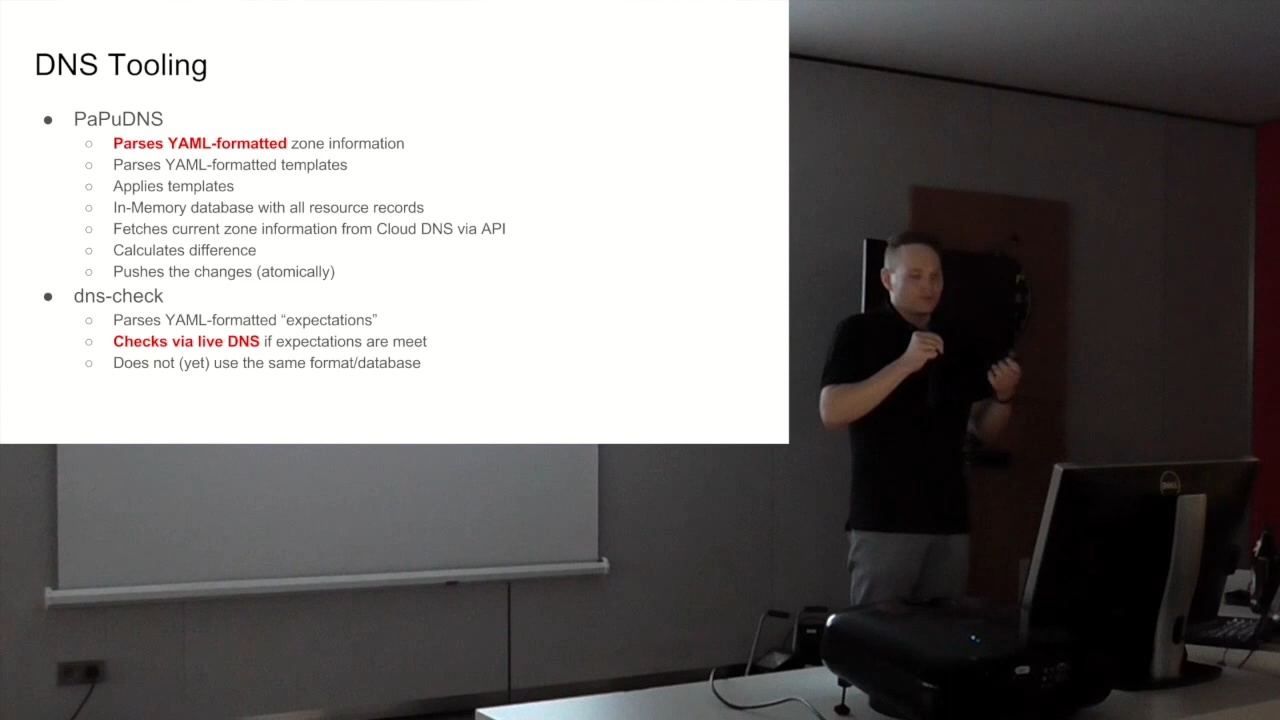 DNS Tooling
● PaPuDNS
○ Parses YAML-formatted zone information
○ Parses YAML-formatted templates
○ Applies templates
○ In-Memory database with all resource records
○ Fetches current zone information from Cloud DNS via API
○ Calculates difference
○ Pushes the changes (atomically)
● dns-check
○ Parses YAML-formatted “expectations”
○ Checks via live DNS if expectations are meet
○ Does not (yet) use the same format/database
DELL